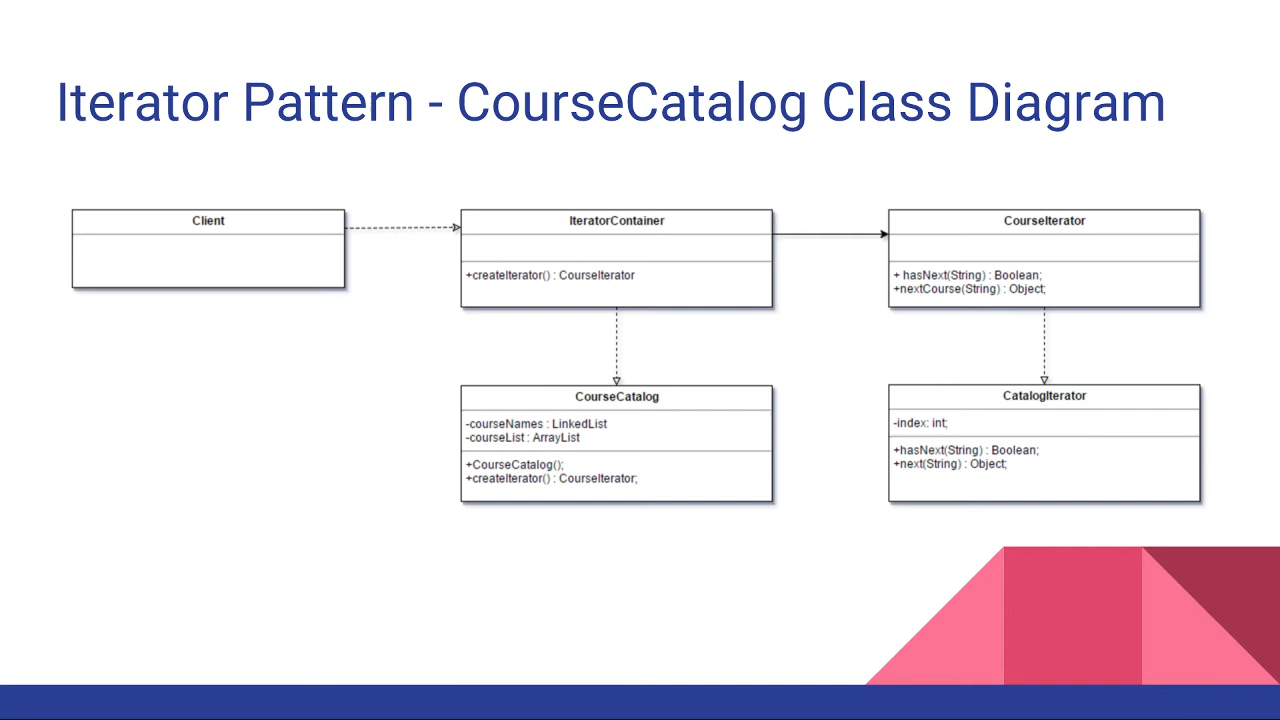 Iterator Pattern - CourseCatalog Class Diagram
Client
IteratorContainer
+createIterator() : CourseIterator
CourseIterator
+ hasNext(String) : Boolean;
+nextCourse(String) : Object;
CourseCatalog
-courseNames : LinkedList
-courseList : ArrayList
+CourseCatalog();
+createIterator() : CourseIterator;
CatalogIterator
-index: int;
+hasNext(String) : Boolean;
+next(String) : Object;